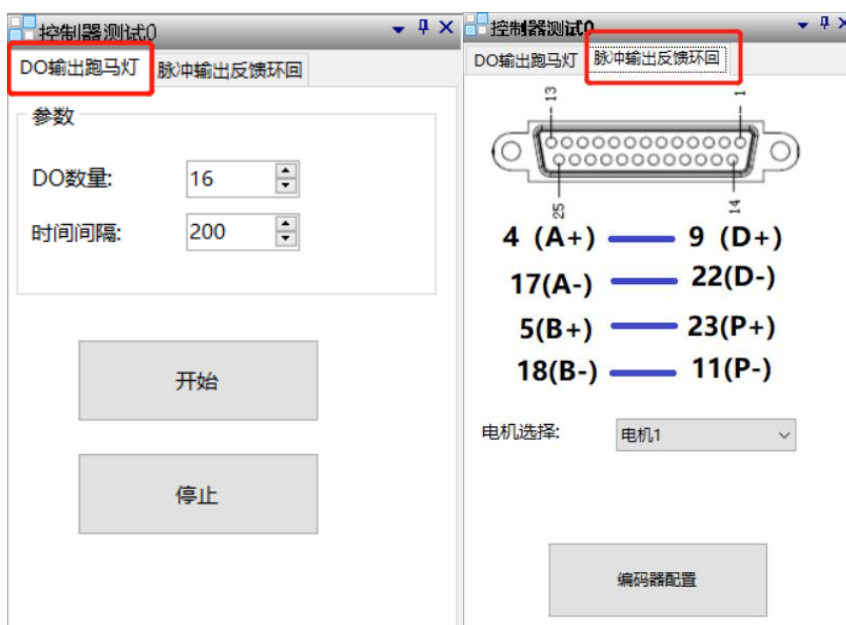 控制器测试0
DO输出跑马灯 脉冲输出反馈环回
参数
DO数量: 16
时间间隔: 200
开始
停止
控制器测试0
DO输出跑马灯 脉冲输出反馈环回
13 1
25 14
4 (A+) 9 (D+)
17(A-) 22(D-)
5(B+) 23(P+)
18(B-) 11(P-)
电机选择: 电机1
编码器配置